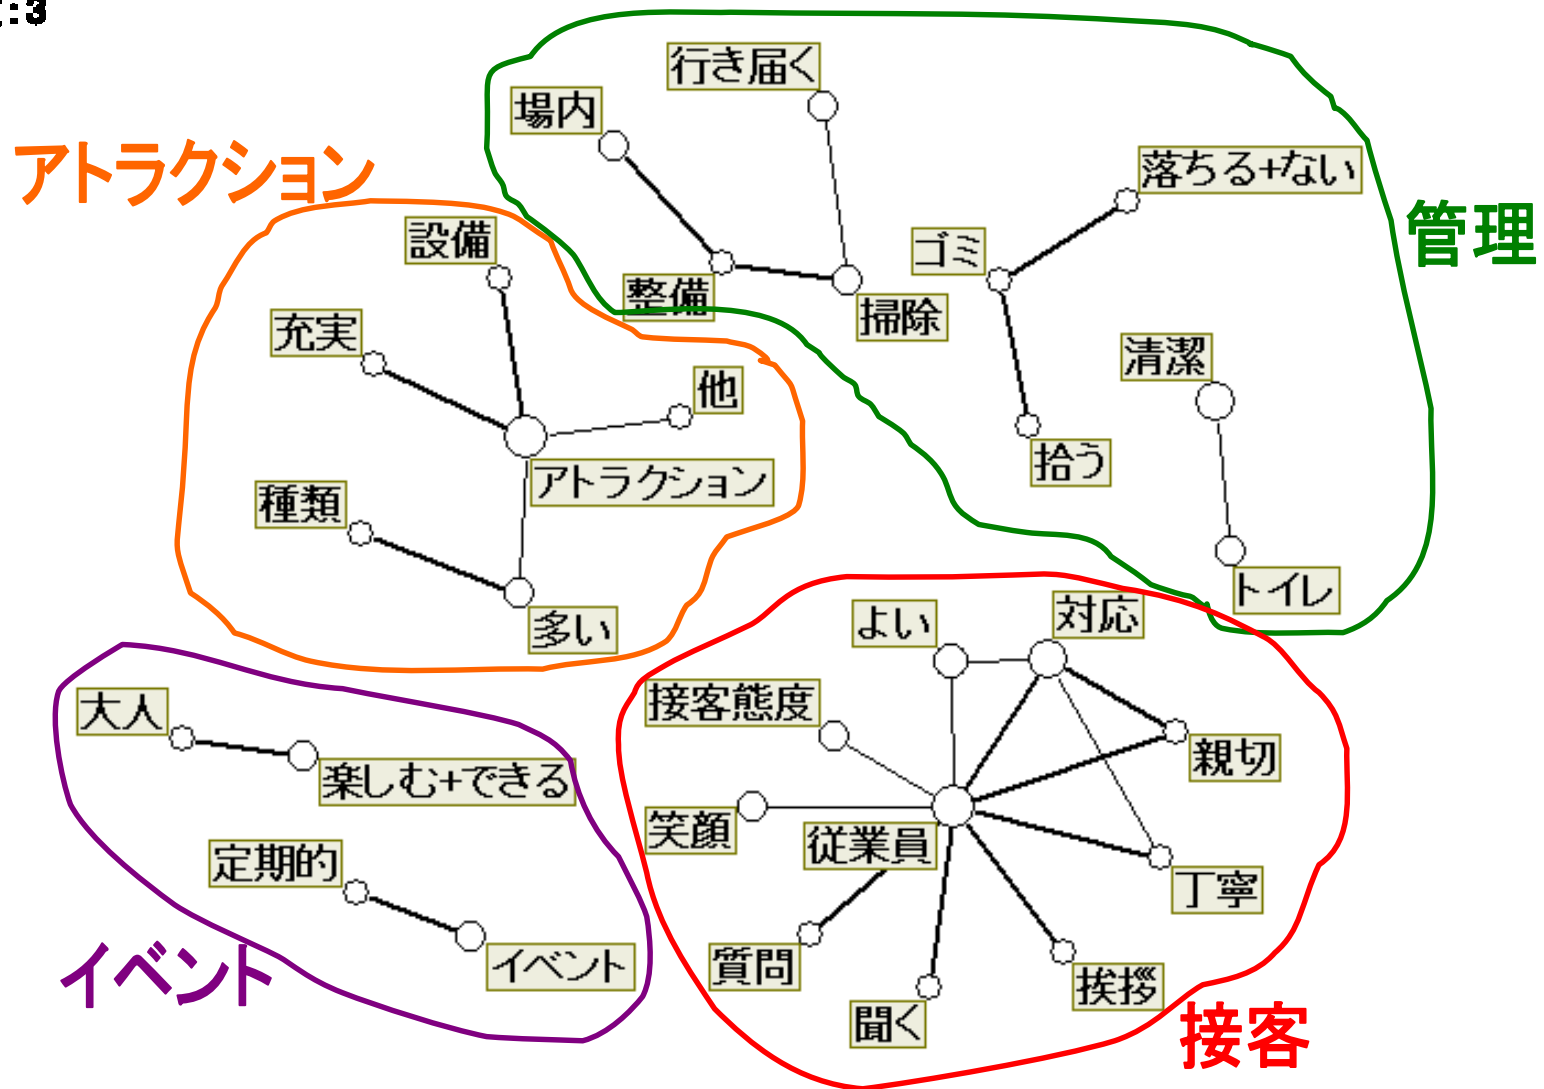 :3
行き届く
場内
アトラクション
落ちる+ない
管理
設備
ゴミ
整備
掃除
充実
清潔
他
拾う
アトラクション
種類
トイレ
多い
よい
対応
接客態度
大人
親切
楽しむ+できる
笑顔
従業員
定期的
丁寧
質問
イベント
イベント
挨拶
聞く
接客